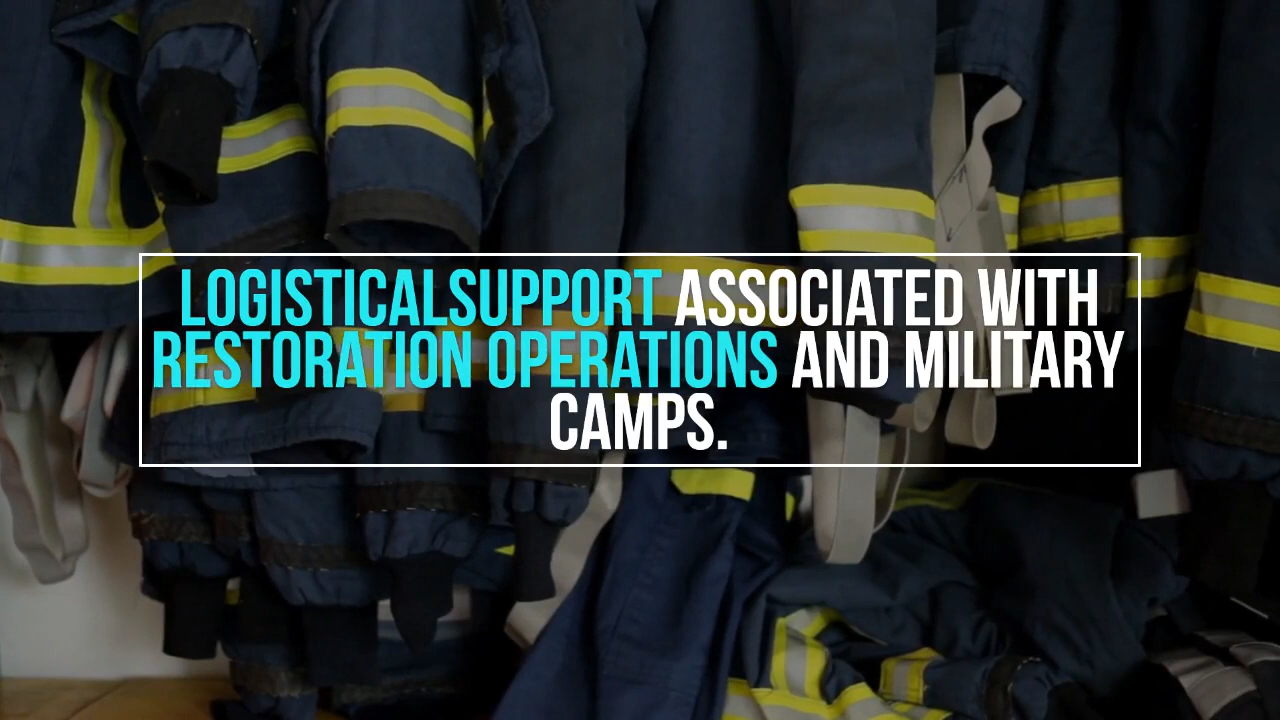 LOGISTICALSUPPORT ASSOCIATED WITH
RESTORATION OPERATIONS AND MILITARY
CAMPS.